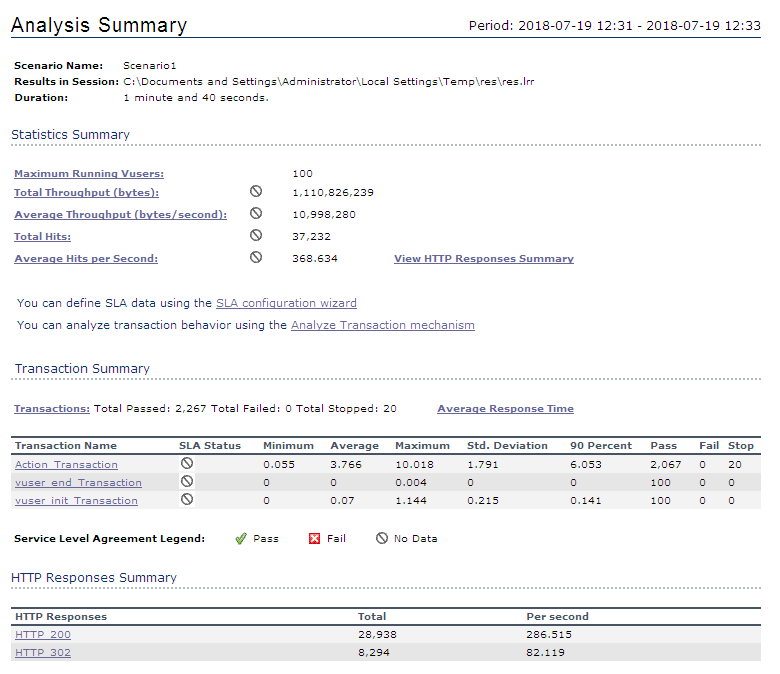 Analysis Summary Period: 2018-07-19 12:31 - 2018-07-19 12:33
Scenario Name: Scenario1
Results in Session: C:\Documents and Settings\Administrator\Local Settings\Temp\res\res.lrr
Duration: 1 minute and 40 seconds.
Statistics Summary
Maximum Running Vusers: 100
Total Throughput (bytes): 1,110,826,239
Average Throughput (bytes/second): 10,998,280
Total Hits: 37,232
Average Hits per Second: 368.634 View HTTP Responses Summary
You can define SLA data using the SLA configuration wizard
You can analyze transaction behavior using the Analyze Transaction mechanism
Transaction Summary
Transactions: Total Passed: 2,267 Total Failed: 0 Total Stopped: 20 Average Response Time
Transaction Name SLA Status Minimum Average Maximum Std. Deviation 90 Percent Pass Fail Stop
Action_Transaction 0.055 3.766 10.018 1.791 6.053 2,067 0 20
vuser_end_Transaction 0 0 0.004 0 0 100 0 0
vuser_init_Transaction 0 0.07 1.144 0.215 0.141 100 0 0
Service Level Agreement Legend: Pass Fail No Data
HTTP Responses Summary
HTTP Responses Total Per second
HTTP_200 28,938 286.515
HTTP_302 8,294 82.119